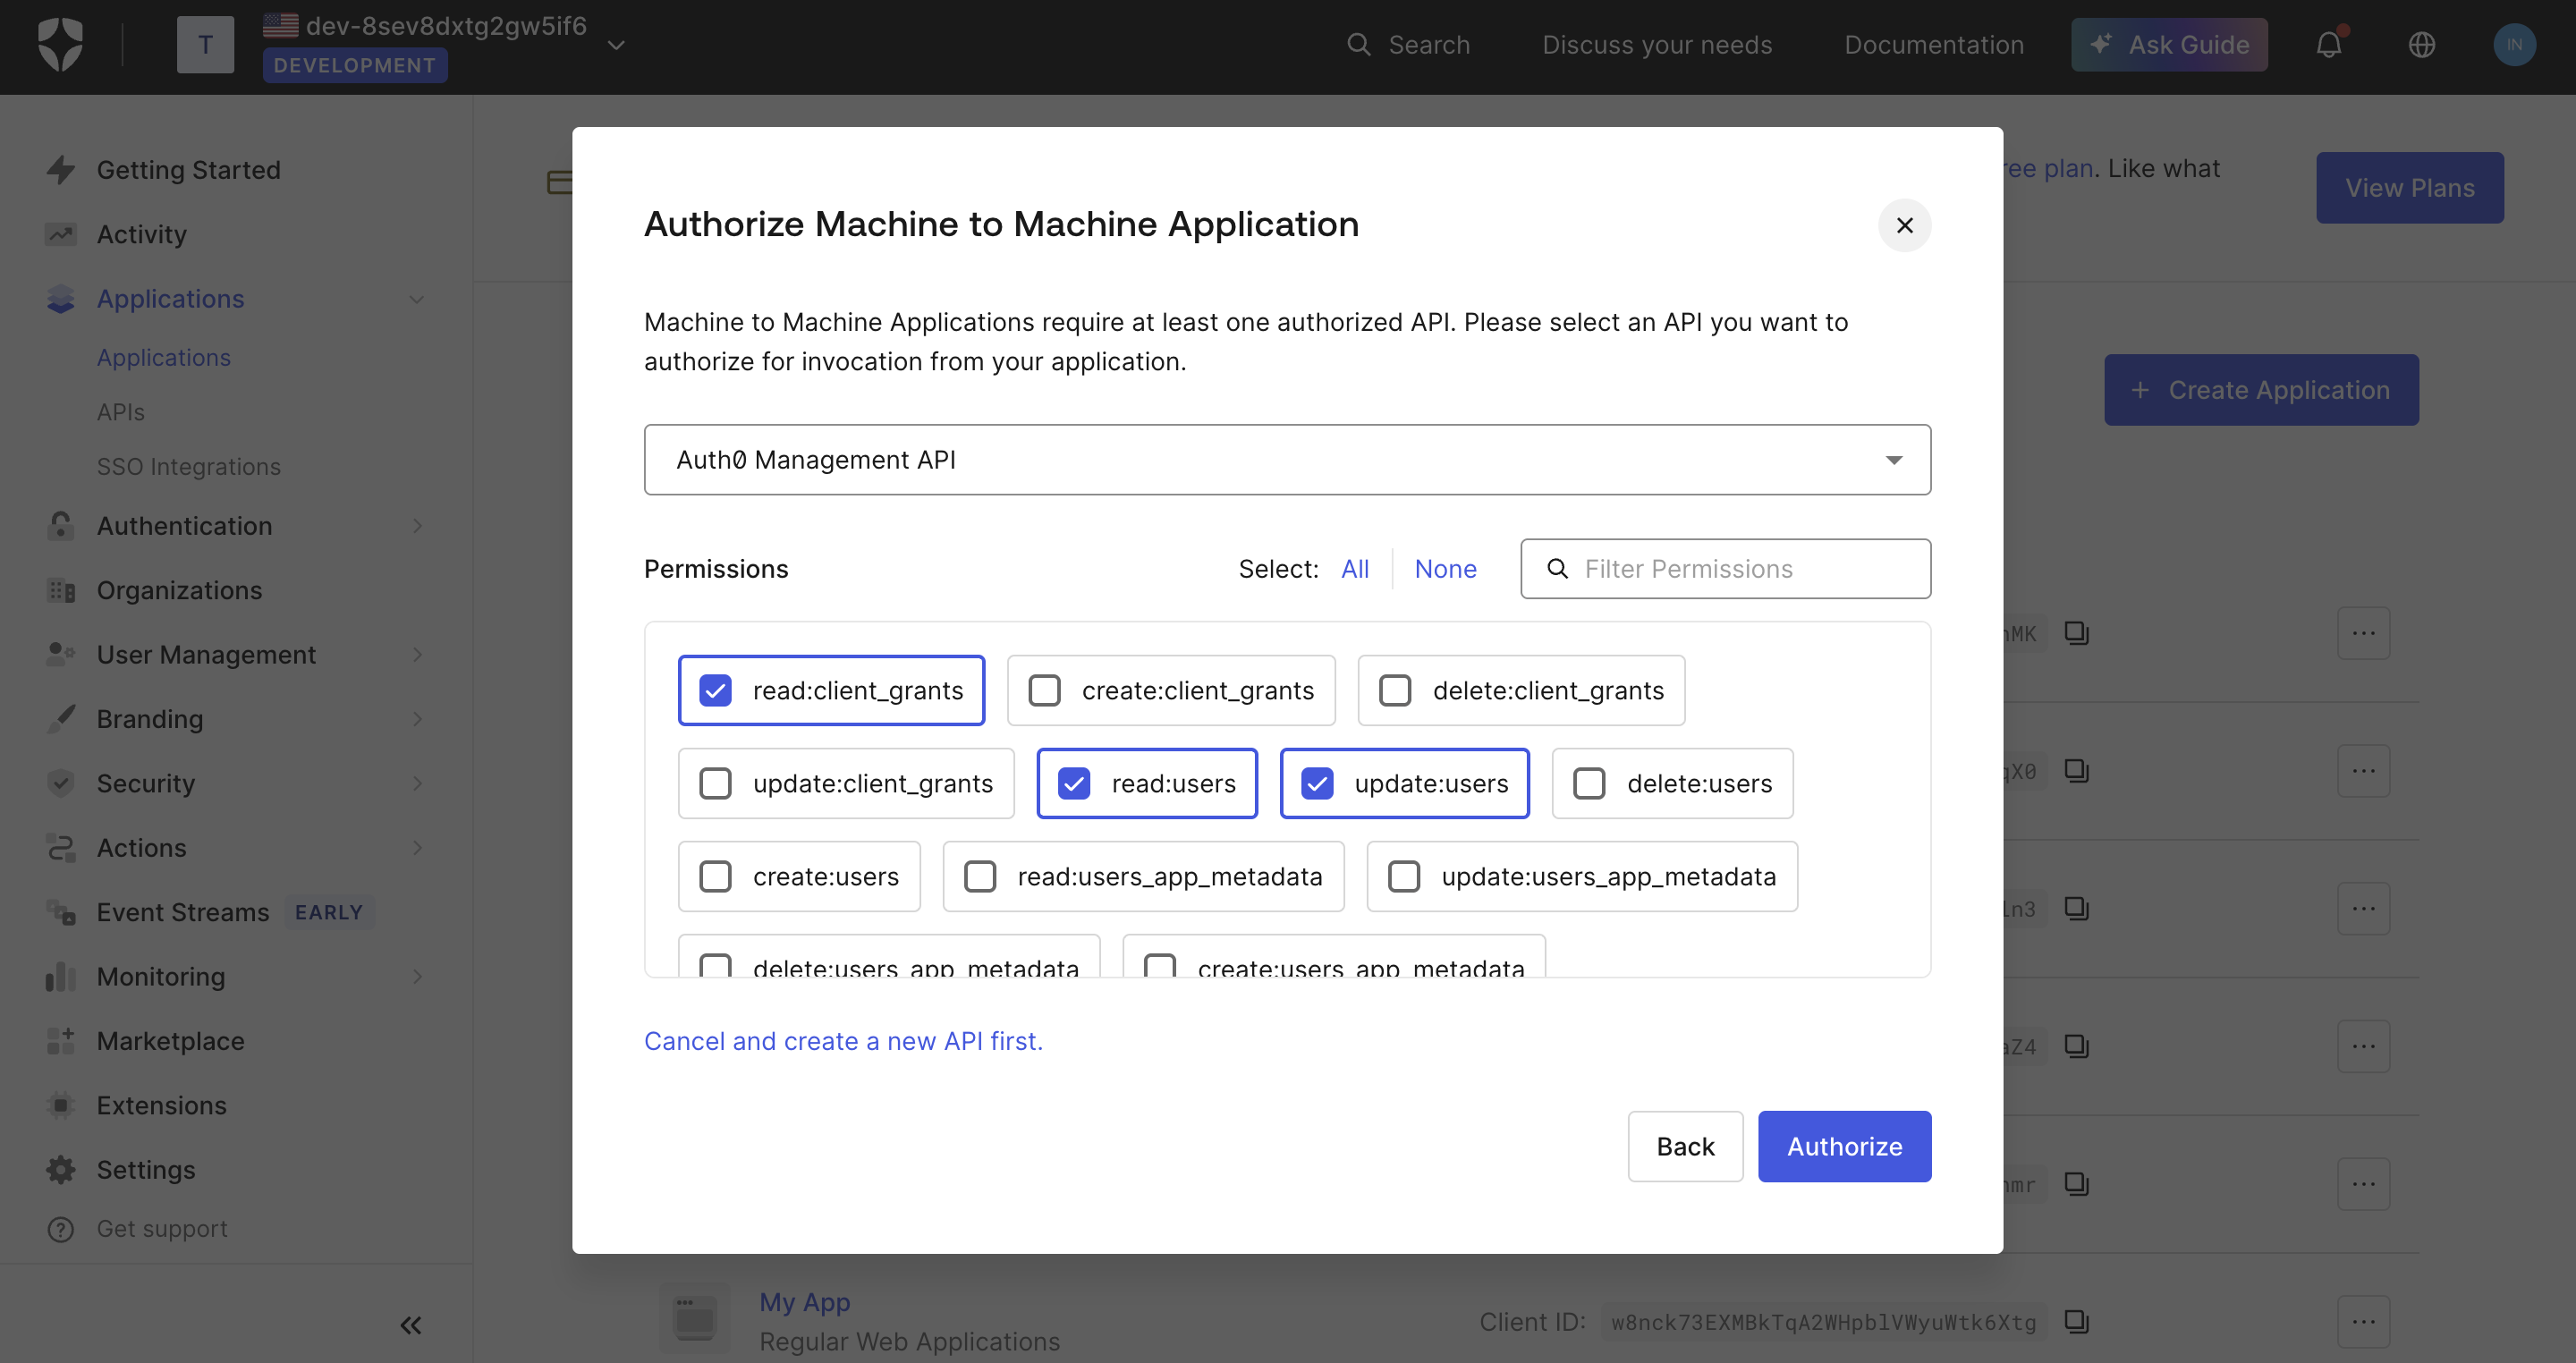 T
dev-8sev8dxtg2gw5if6
DEVELOPMENT
Search
Discuss your needs
Documentation
Ask Guide
IN
Getting Started
Activity
Applications
Applications
APIs
SSO Integrations
Authentication
Organizations
User Management
Branding
Security
Actions
Event Streams EARLY
Monitoring
Marketplace
Extensions
Settings
Get support
ree plan. Like what
View Plans
+ Create Application
Authorize Machine to Machine Application
Machine to Machine Applications require at least one authorized API. Please select an API you want to
authorize for invocation from your application.
Auth0 Management API
Permissions
Select: All None
Filter Permissions
read:client_grants create:client_grants delete:client_grants
update:client_grants read:users update:users delete:users
create:users read:users_app_metadata update:users_app_metadata
delete:users_app_metadata create:users_app_metadata
Cancel and create a new API first.
Back
Authorize
MK
X0
n3
Z4
mr
My App
Regular Web Applications
Client ID: w8nck73EXMBkTqA2WHpblVWyuWtk6Xtg